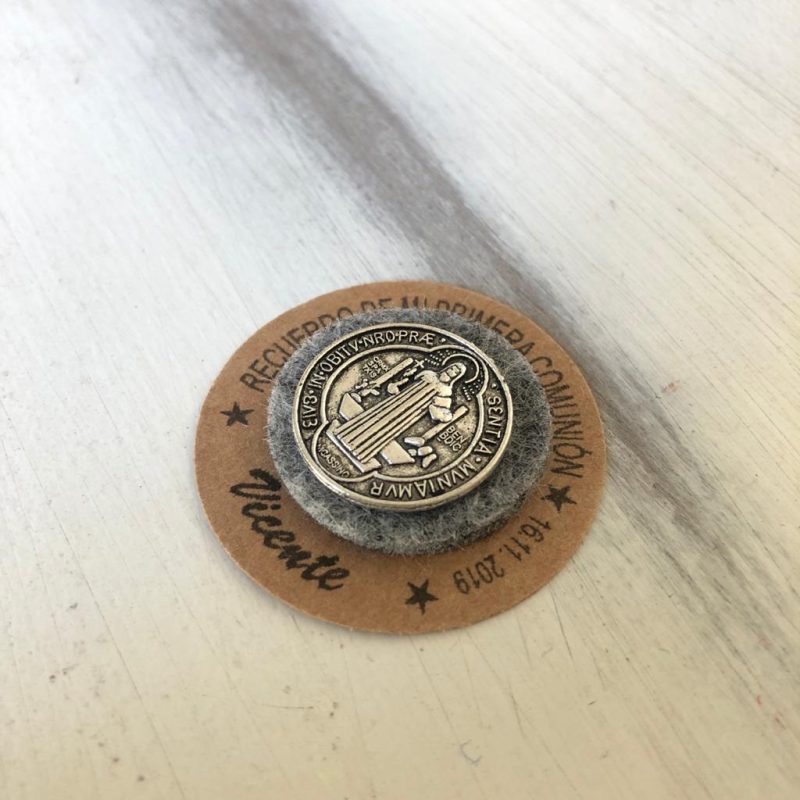 RECUERDO DE MI PRIMERA COMUNIÓN
16.11.2019
Vicente
EIVS · IN · OBITV · NRO · PRÆ · SENTIA · MVNIAMVR